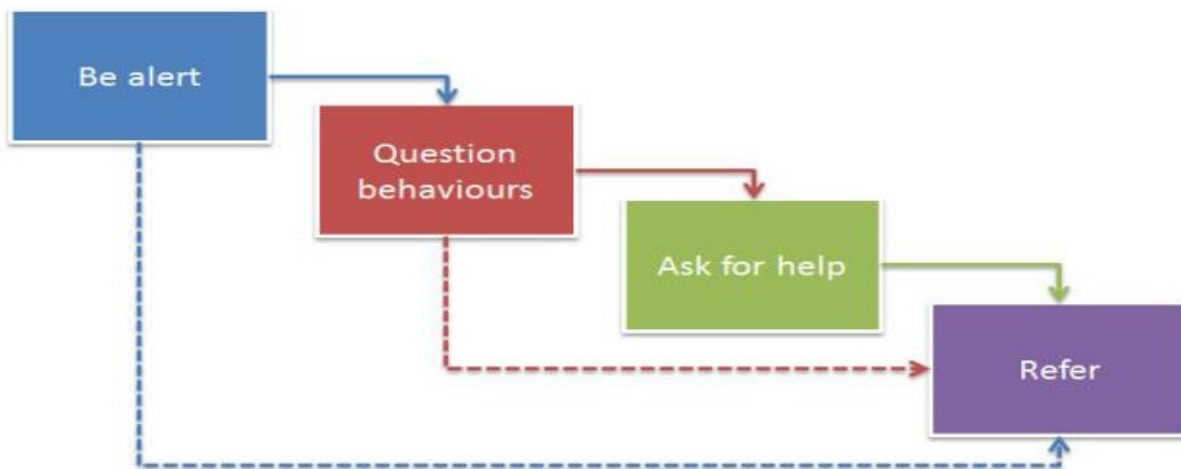 Be alert
Question
behaviours
Ask for help
Refer